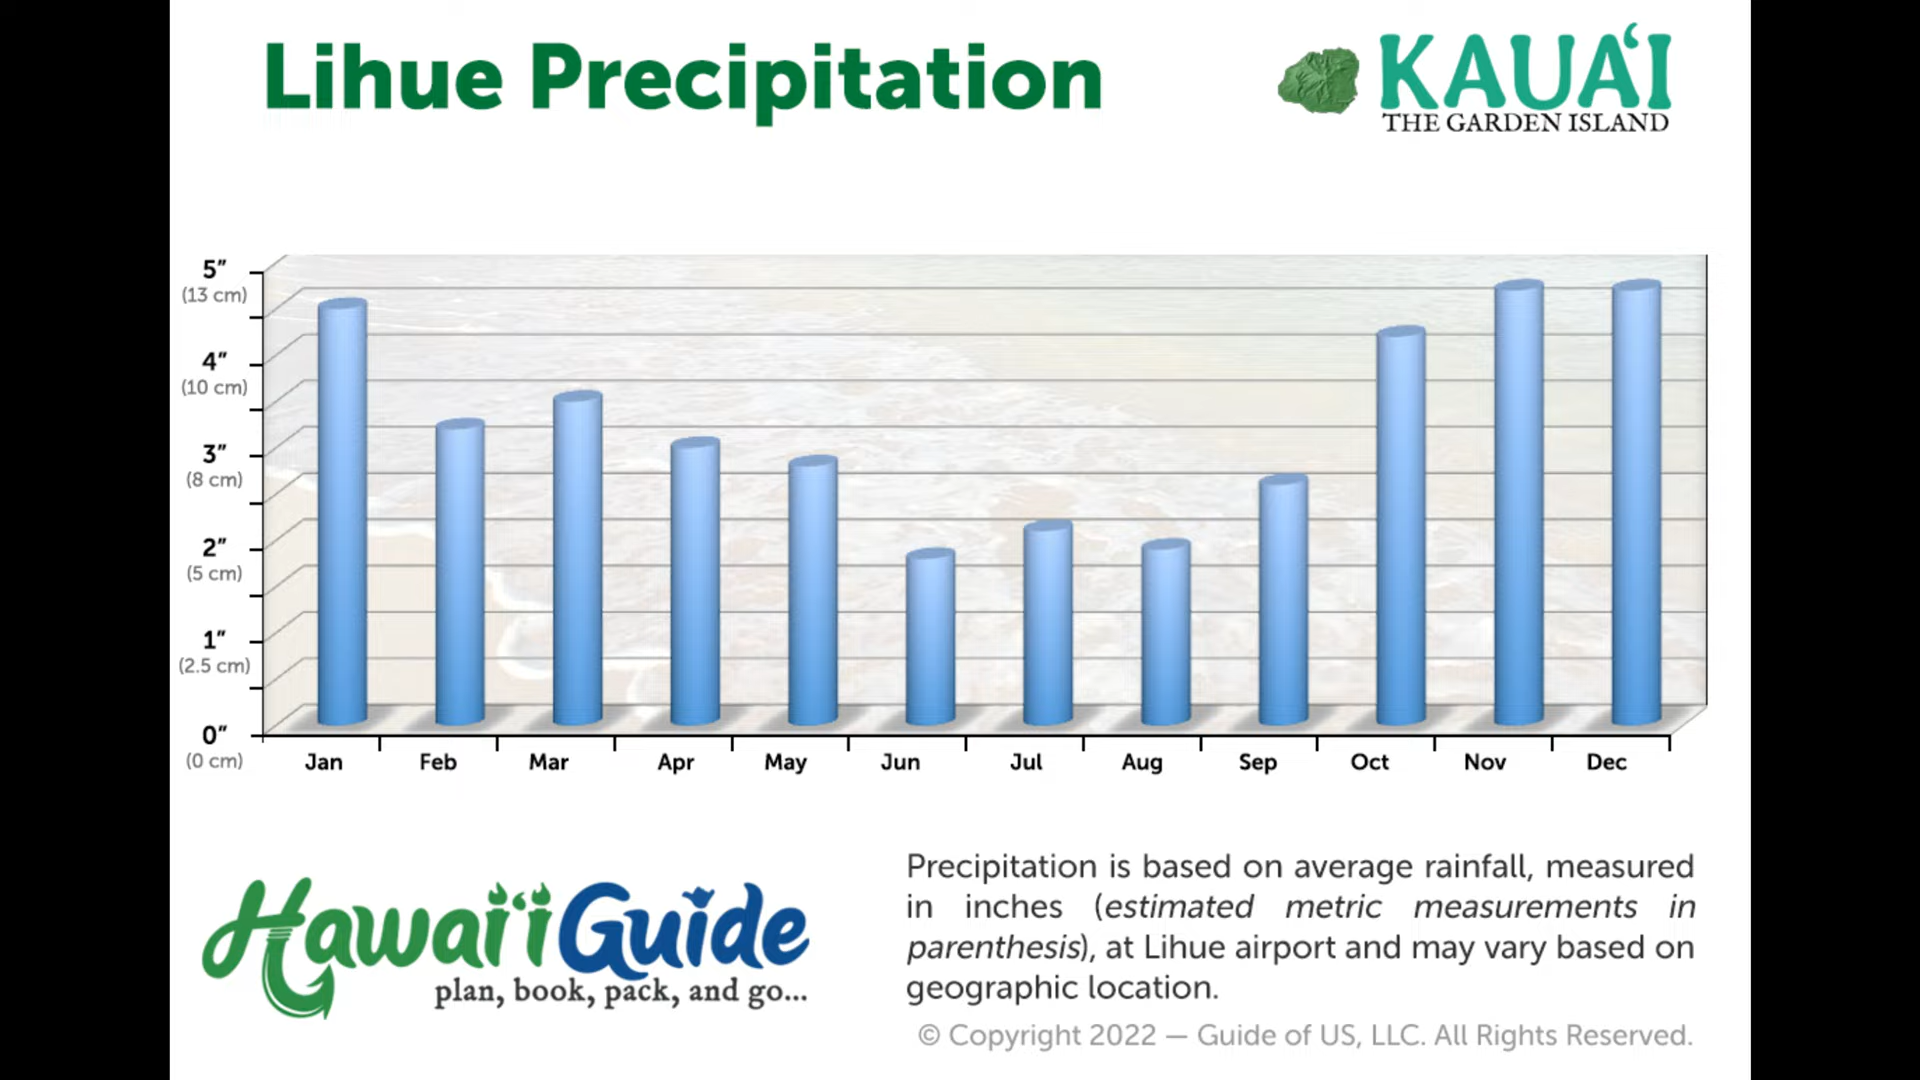 Lihue Precipitation
KAUAʻI
THE GARDEN ISLAND
5”
(13 cm)
4”
(10 cm)
3”
(8 cm)
2”
(5 cm)
1”
(2.5 cm)
0”
(0 cm)
Jan Feb Mar Apr May Jun Jul Aug Sep Oct Nov Dec
Hawaiʻi Guide
plan, book, pack, and go...
Precipitation is based on average rainfall, measured
in inches (estimated metric measurements in
parenthesis), at Lihue airport and may vary based on
geographic location.
© Copyright 2022 — Guide of US, LLC. All Rights Reserved.